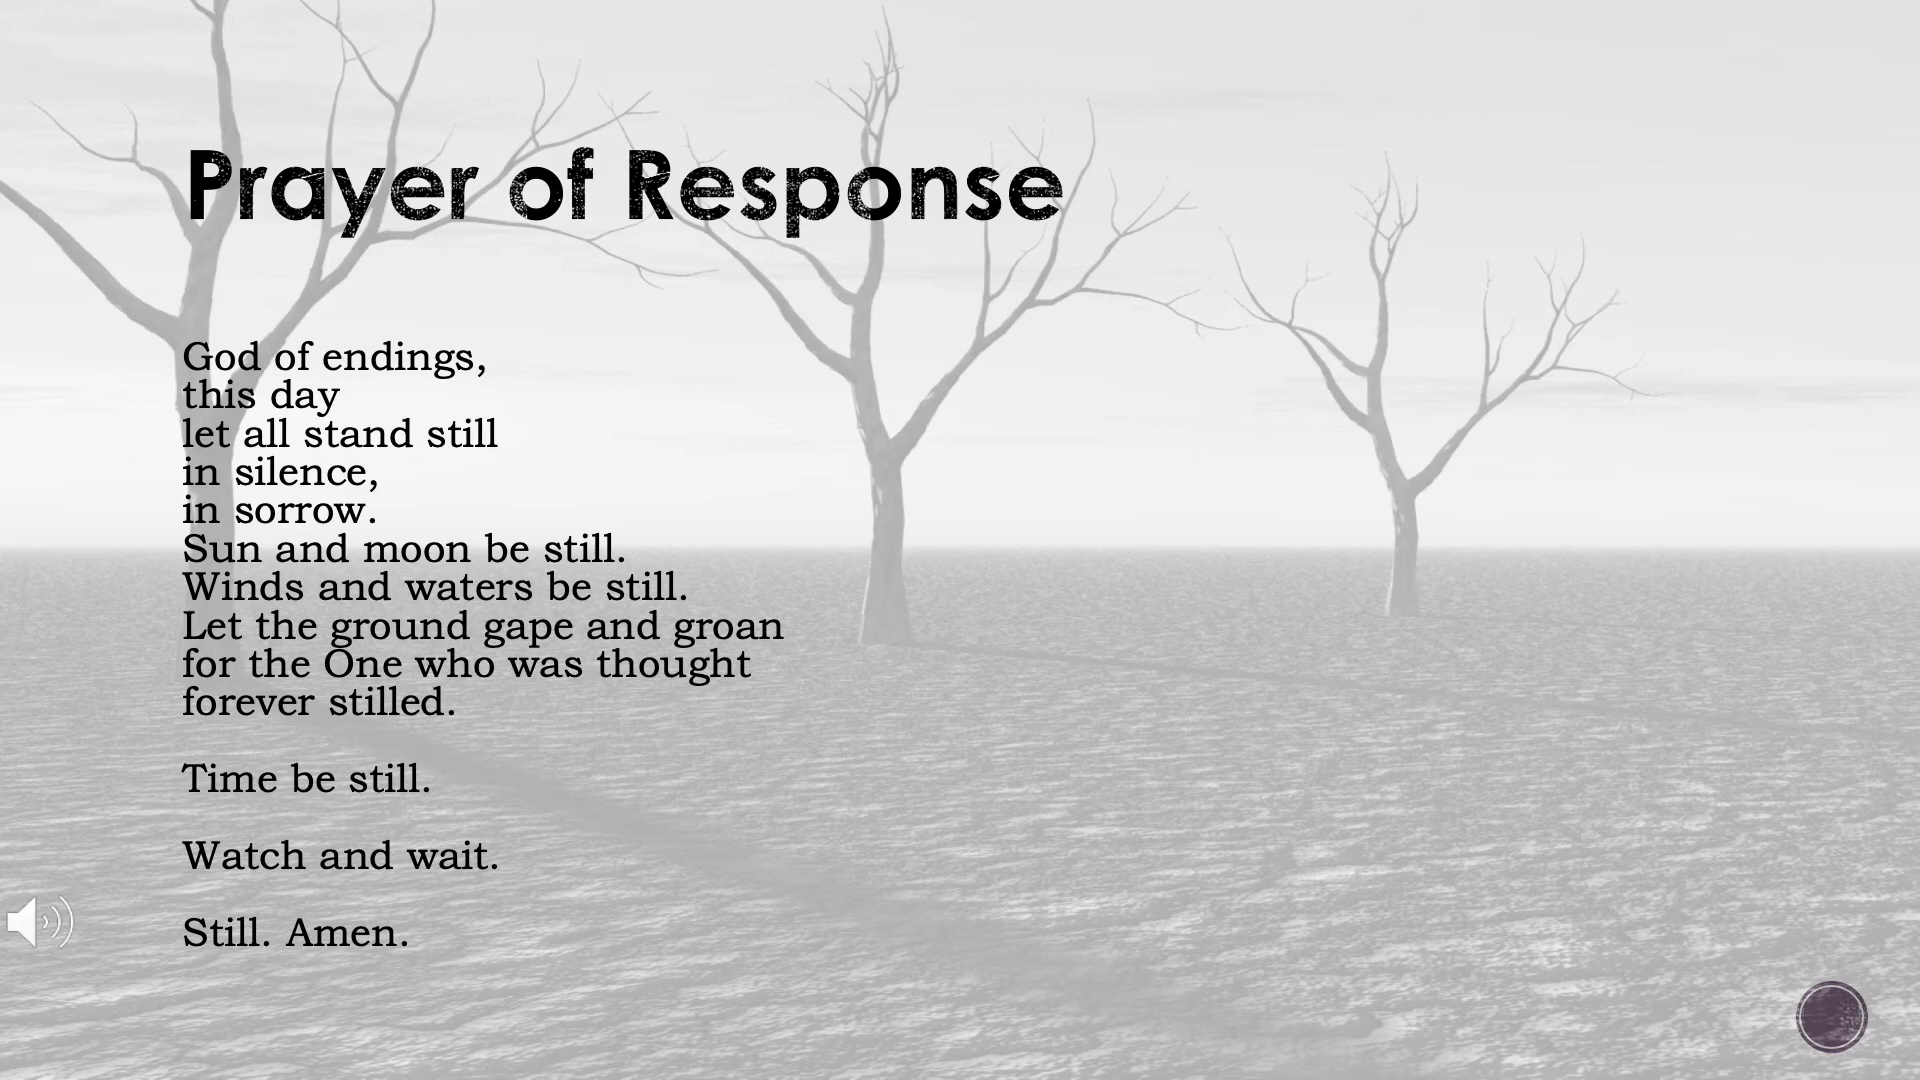 Prayer of Response
God of endings,
this day
let all stand still
in silence,
in sorrow.
Sun and moon be still.
Winds and waters be still.
Let the ground gape and groan
for the One who was thought
forever stilled.
Time be still.
Watch and wait.
Still. Amen.